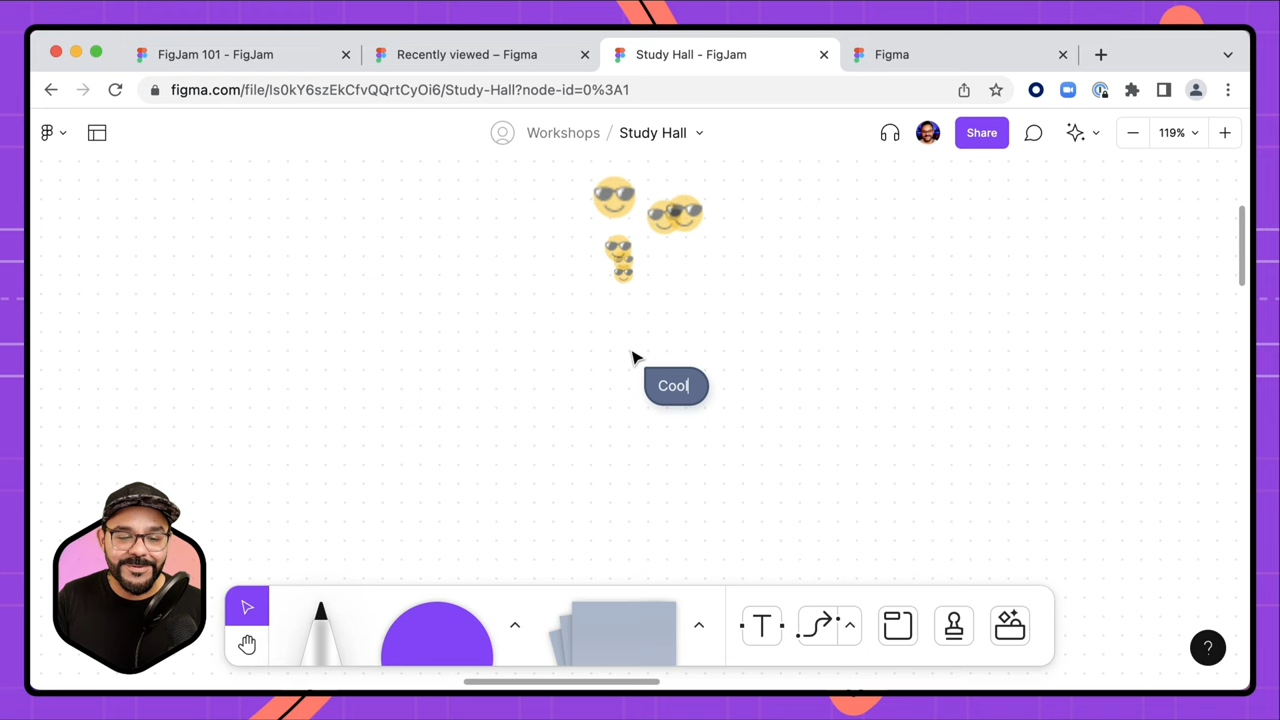 FigJam 101 - FigJam
Recently viewed – Figma
Study Hall - FigJam
Figma
figma.com/file/Is0kY6szEkCfvQQrtCyOi6/Study-Hall?node-id=0%3A1
Workshops / Study Hall
Share
119%
Cool
T
?